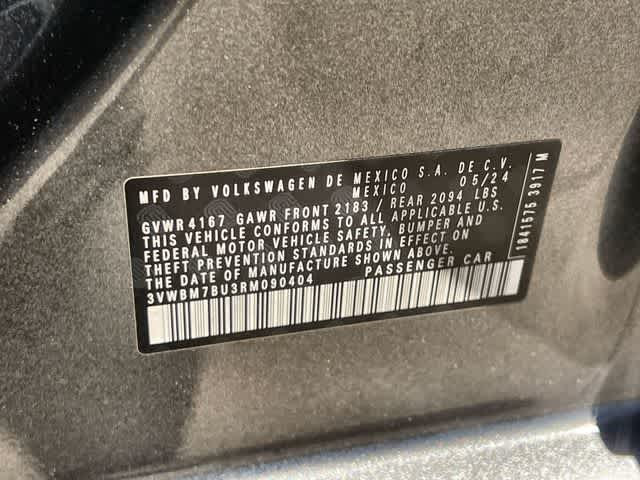 MFD BY VOLKSWAGEN DE MEXICO S.A. DE C.V.
MEXICO 05/24
GVWR 4167 GAWR FRONT 2183 / REAR 2094 LBS
THIS VEHICLE CONFORMS TO ALL APPLICABLE U.S.
FEDERAL MOTOR VEHICLE SAFETY, BUMPER AND
THEFT PREVENTION STANDARDS IN EFFECT ON
THE DATE OF MANUFACTURE SHOWN ABOVE.
3VWBM7BU3RM090404 PASSENGER CAR
1841575 3917 M